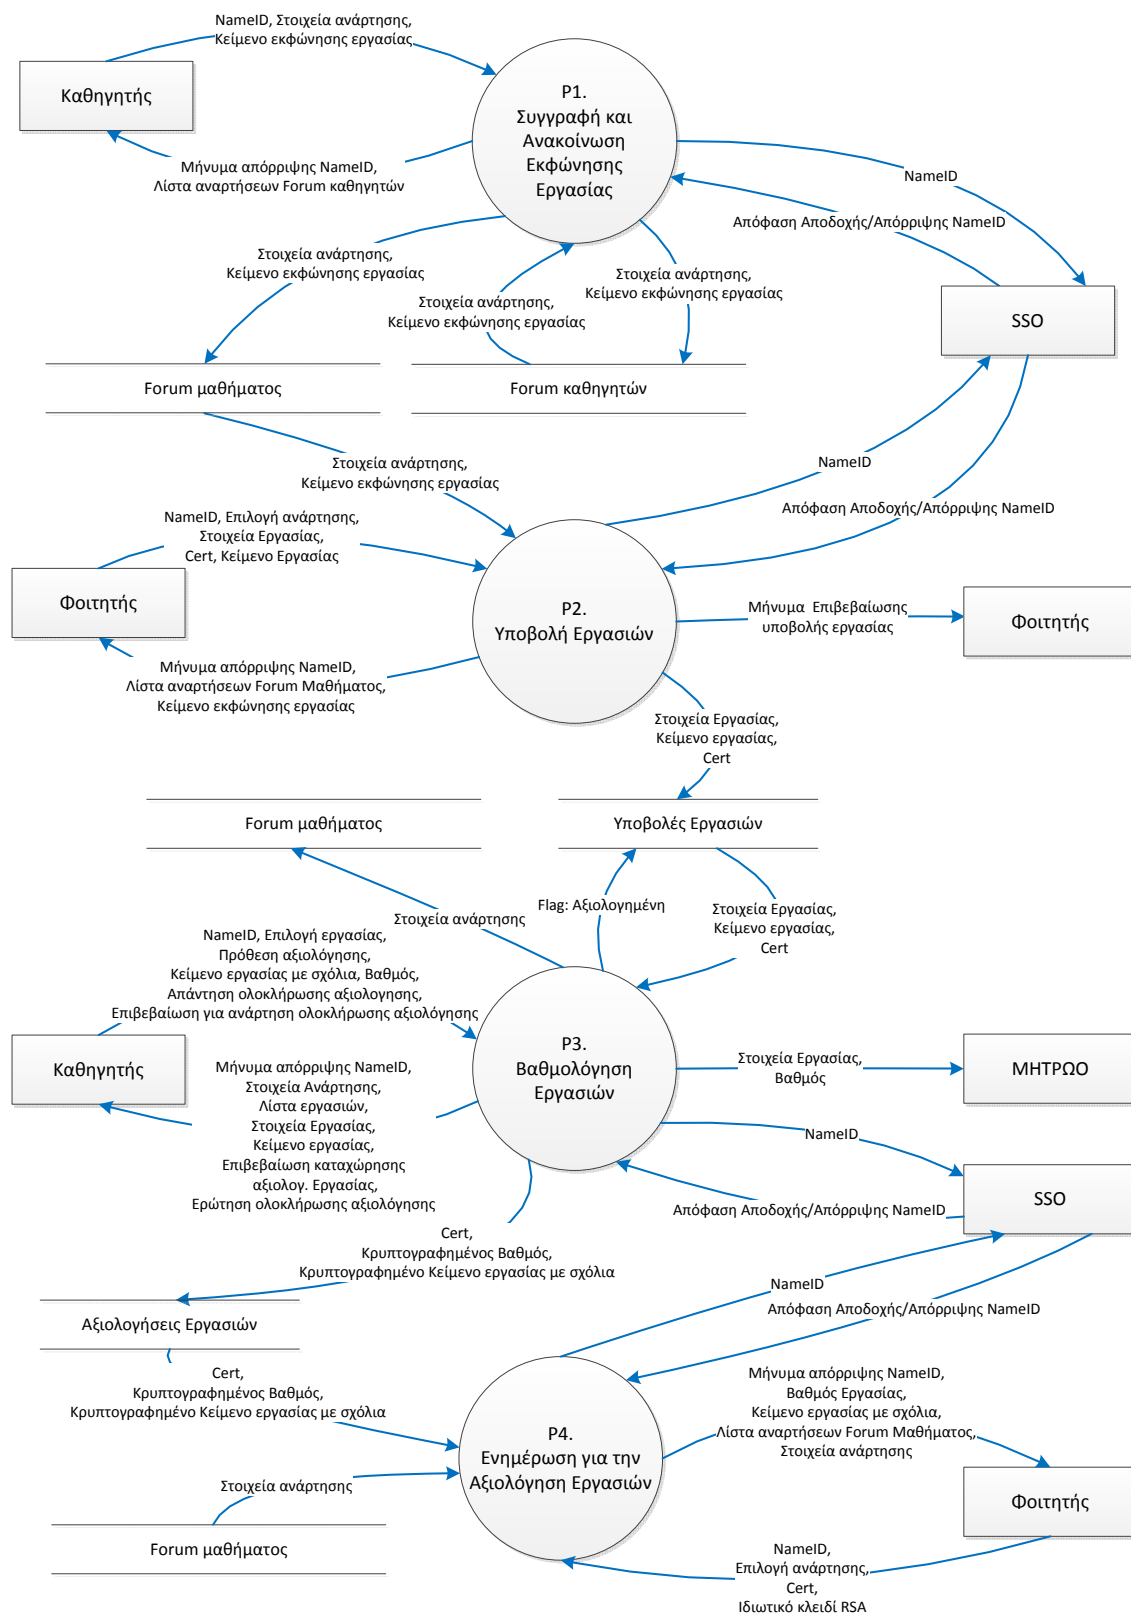 NameID, Στοιχεία ανάρτησης,
Κείμενο εκφώνησης εργασίας
Καθηγητής
P1.
Συγγραφή και
Ανακοίνωση
Εκφώνησης
Εργασίας
Μήνυμα απόρριψης NameID,
Λίστα αναρτήσεων Forum καθηγητών
NameID
Απόφαση Αποδοχής/Απόρριψης NameID
Στοιχεία ανάρτησης,
Κείμενο εκφώνησης εργασίας
Στοιχεία ανάρτησης,
Κείμενο εκφώνησης εργασίας
Στοιχεία ανάρτησης,
Κείμενο εκφώνησης εργασίας
SSO
Forum μαθήματος
Forum καθηγητών
Στοιχεία ανάρτησης,
Κείμενο εκφώνησης εργασίας
NameID
Απόφαση Αποδοχής/Απόρριψης NameID
NameID, Επιλογή ανάρτησης,
Στοιχεία Εργασίας,
Cert, Κείμενο Εργασίας
Φοιτητής
P2.
Υποβολή Εργασιών
Μήνυμα Επιβεβαίωσης
υποβολής εργασίας
Φοιτητής
Μήνυμα απόρριψης NameID,
Λίστα αναρτήσεων Forum Μαθήματος,
Κείμενο εκφώνησης εργασίας
Στοιχεία Εργασίας,
Κείμενο εργασίας,
Cert
Forum μαθήματος
Υποβολές Εργασιών
Στοιχεία ανάρτησης
Flag: Αξιολογημένη
Στοιχεία Εργασίας,
Κείμενο εργασίας,
Cert
NameID, Επιλογή εργασίας,
Πρόθεση αξιολόγησης,
Κείμενο εργασίας με σχόλια, Βαθμός,
Απάντηση ολοκλήρωσης αξιολογησης,
Επιβεβαίωση για ανάρτηση ολοκλήρωσης αξιολόγησης
Καθηγητής
P3.
Βαθμολόγηση
Εργασιών
Στοιχεία Εργασίας,
Βαθμός
ΜΗΤΡΩΟ
Μήνυμα απόρριψης NameID,
Στοιχεία Ανάρτησης,
Λίστα εργασιών,
Στοιχεία Εργασίας,
Κείμενο εργασίας,
Επιβεβαίωση καταχώρησης
αξιολογ. Εργασίας,
Ερώτηση ολοκλήρωσης αξιολόγησης
NameID
Απόφαση Αποδοχής/Απόρριψης NameID
SSO
Cert,
Κρυπτογραφημένος Βαθμός,
Κρυπτογραφημένο Κείμενο εργασίας με σχόλια
NameID
Απόφαση Αποδοχής/Απόρριψης NameID
Αξιολογήσεις Εργασιών
Cert,
Κρυπτογραφημένος Βαθμός,
Κρυπτογραφημένο Κείμενο εργασίας με σχόλια
P4.
Ενημέρωση για την
Αξιολόγηση Εργασιών
Μήνυμα απόρριψης NameID,
Βαθμός Εργασίας,
Κείμενο εργασίας με σχόλια,
Λίστα αναρτήσεων Forum Μαθήματος,
Στοιχεία ανάρτησης
Στοιχεία ανάρτησης
Φοιτητής
Forum μαθήματος
NameID,
Επιλογή ανάρτησης,
Cert,
Ιδιωτικό κλειδί RSA